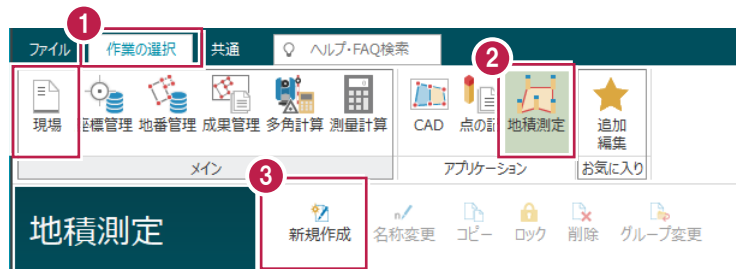 1
ファイル 作業の選択 共通 ヘルプ･FAQ検索
2
現場 座標管理 地番管理 成果管理 多角計算 測量計算 CAD 点の記 地積測定 追加
編集
メイン アプリケーション お気に入り
3
地積測定 新規作成 名称変更 コピー ロック 削除 グループ変更